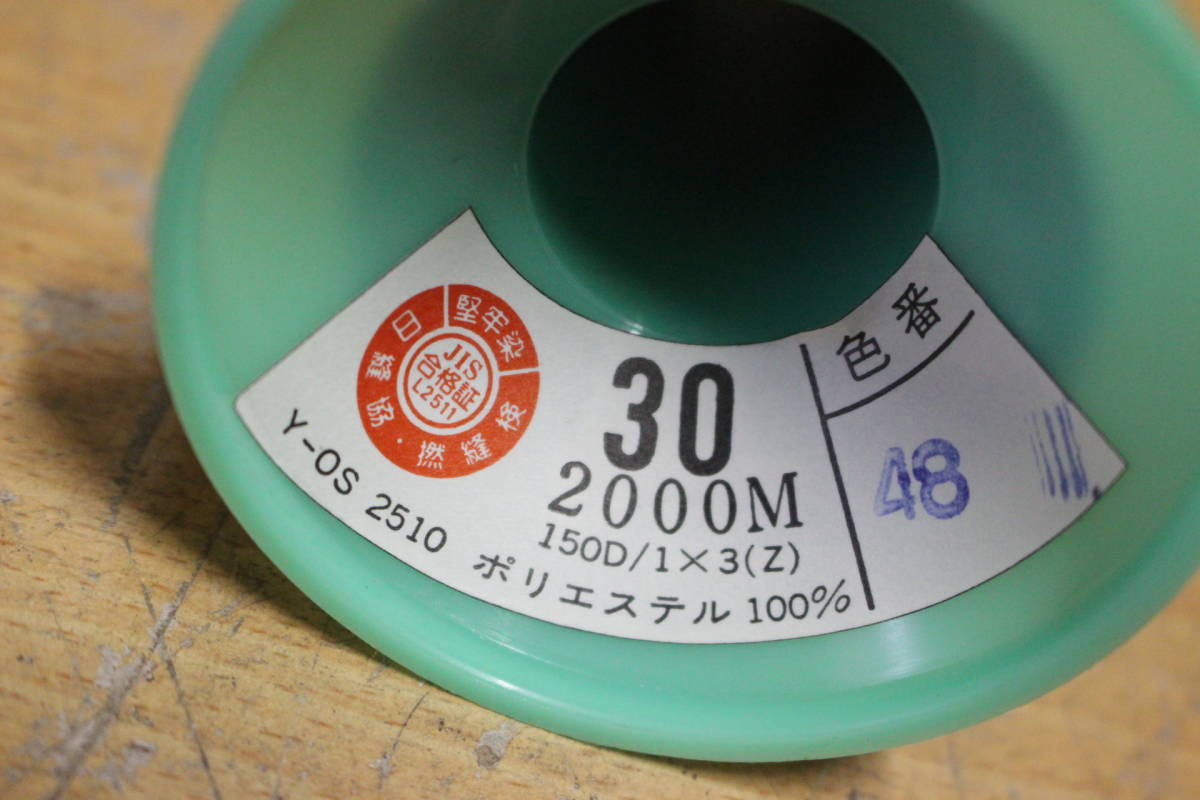 堅牢染
日縫協・撚縫検
JIS
合格証
L2511
30
2000M
150D/1×3(Z)
Y-OS 2510 ポリエステル 100%
色番
48